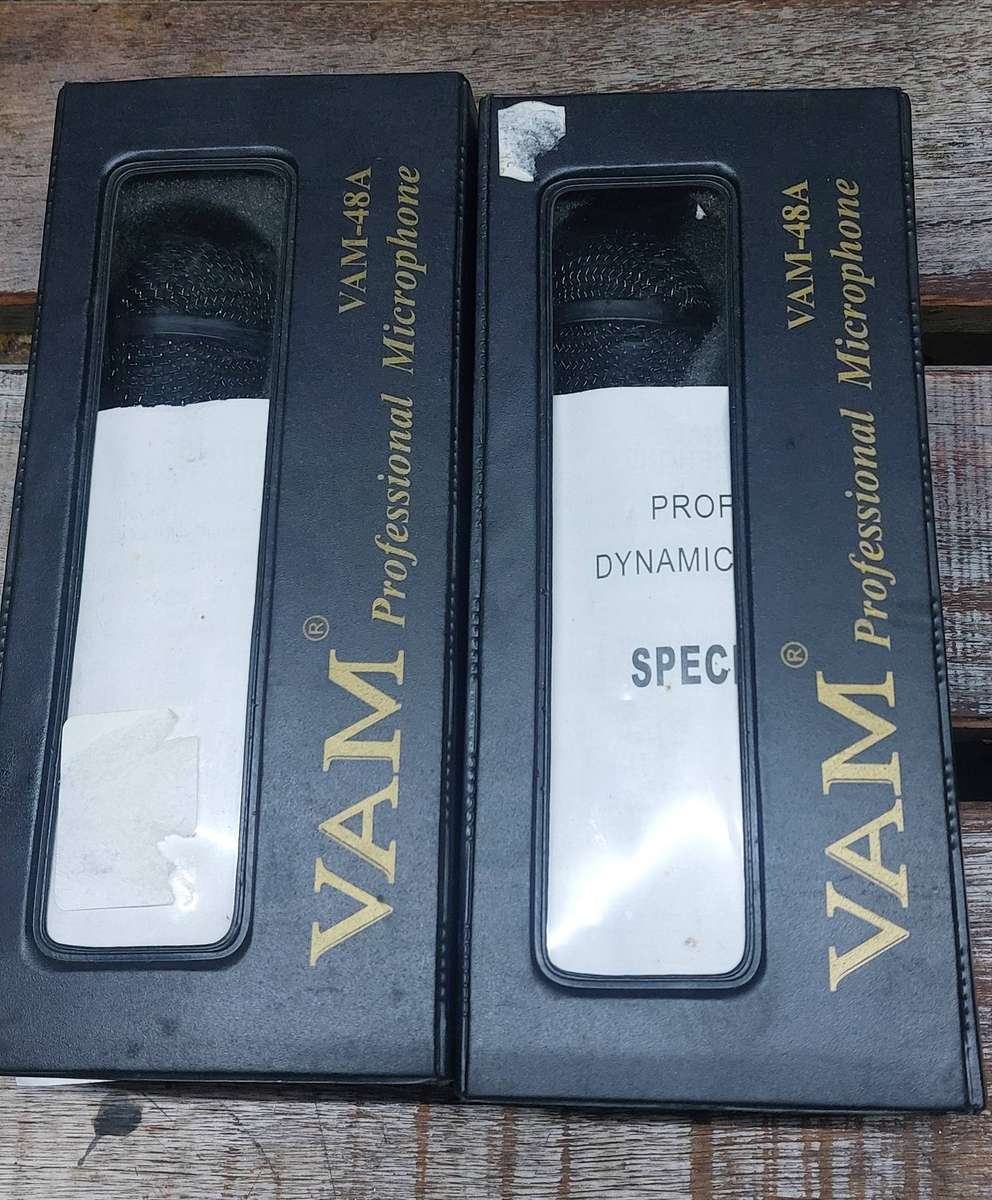 VAM-48A
VAM® Professional Microphone
PROF
DYNAMIC
SPECI
VAM-48A
VAM® Professional Microphone